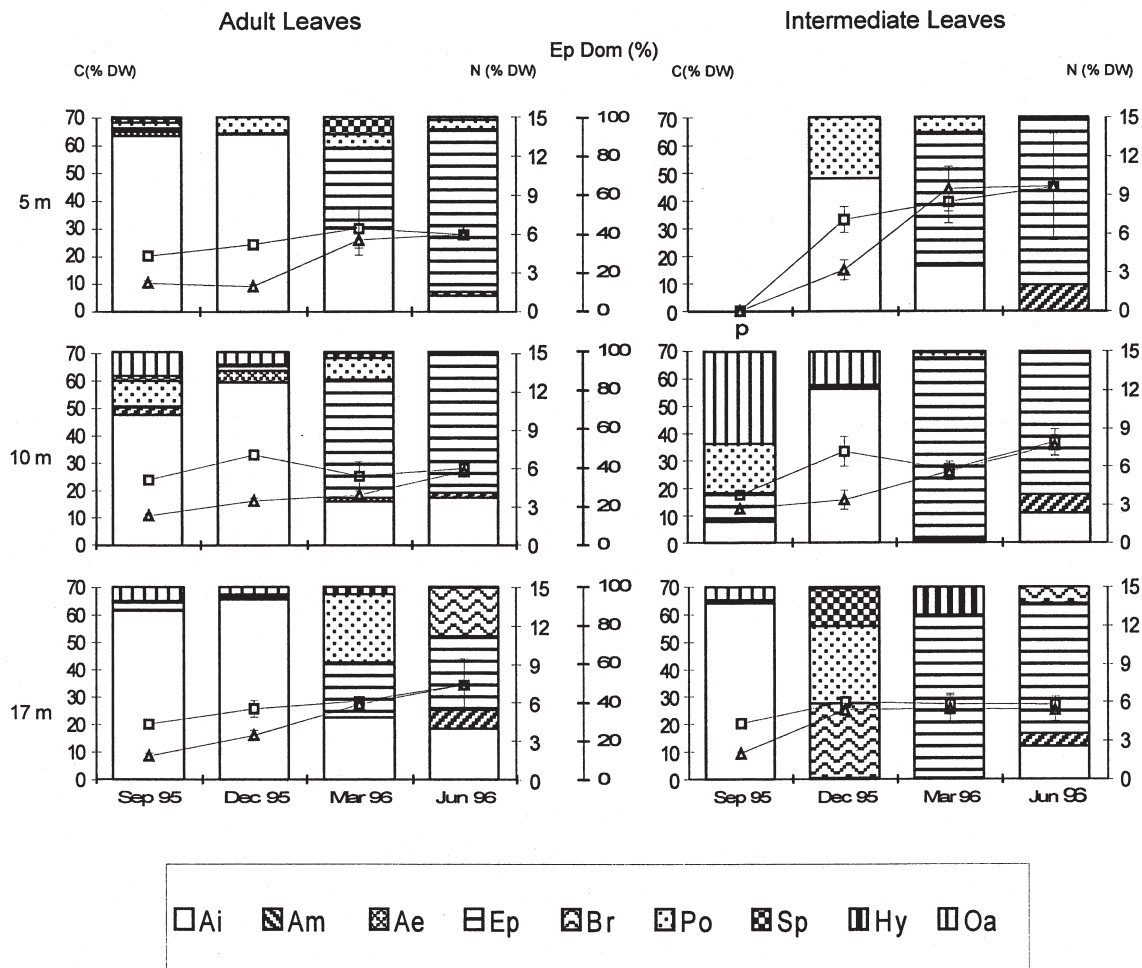 Adult Leaves Intermediate Leaves
Ep Dom (%)
C(% DW) N (% DW) C(% DW) N (% DW)
5 m
70 60 50 40 30 20 10 0
15 12 9 6 3 0
100 80 60 40 20 0
70 60 50 40 30 20 10 0
15 12 9 6 3 0
p
10 m
70 60 50 40 30 20 10 0
15 12 9 6 3 0
100 80 60 40 20 0
70 60 50 40 30 20 10 0
15 12 9 6 3 0
17 m
70 60 50 40 30 20 10 0
15 12 9 6 3 0
100 80 60 40 20 0
70 60 50 40 30 20 10 0
15 12 9 6 3 0
Sep 95 Dec 95 Mar 96 Jun 96 Sep 95 Dec 95 Mar 96 Jun 96
Ai Am Ae Ep Br Po Sp Hy Oa